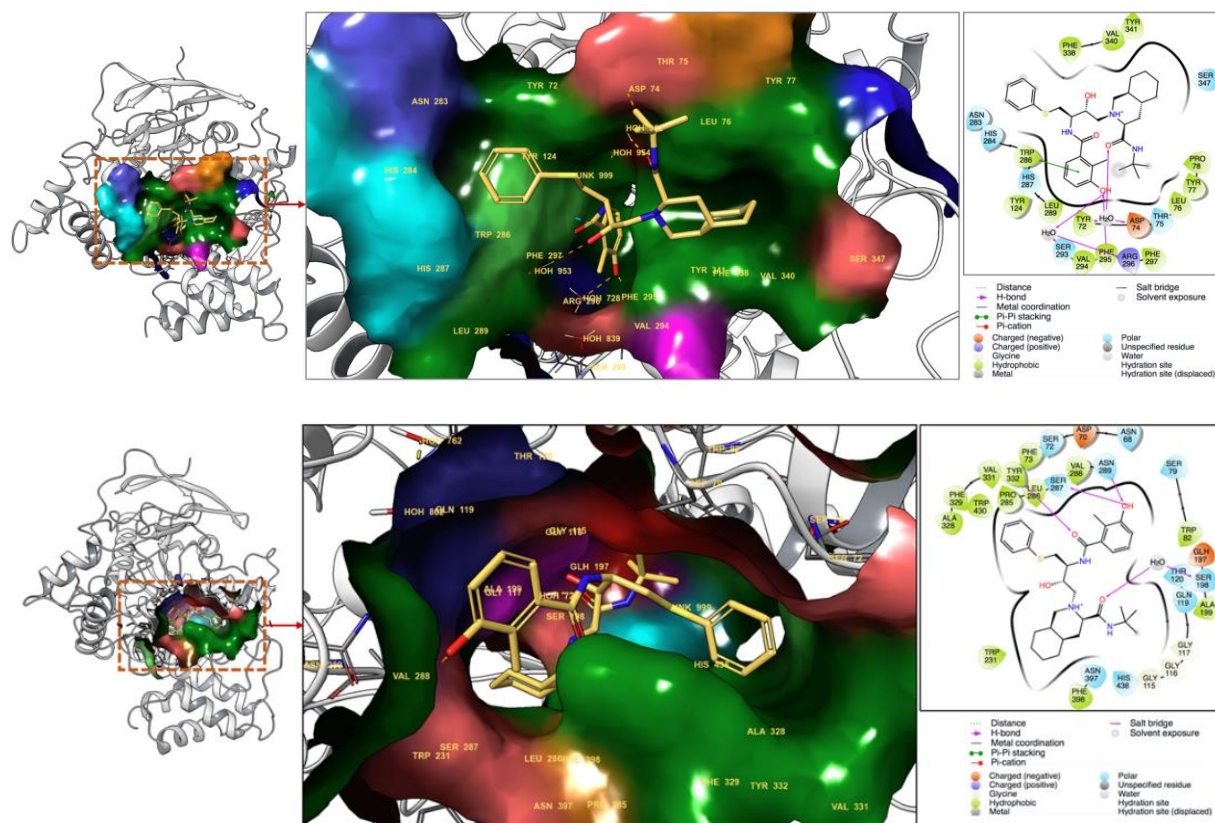 THR 75
ASN 283
TYR 72
ASP 74
TYR 77
LEU 76
HOH 954
TYR 124
UNK 999
HIS 284
TRP 286
PHE 297
HOH 953
HIS 287
TYR 341
VAL 340
SER 347
HOH 728
PHE 295
LEU 289
VAL 294
HOH 839
TYR 341
VAL 340
PHE 338
SER 347
OH
S
HN
NH+
O
O
NH
ASN 283
HIS 284
TRP 286
HIS 287
TYR 124
LEU 289
PRO 78
TYR 77
LEU 76
THR 75
ASP 74
TYR 72
OH
H₂O
H₂O
SER 293
VAL 294
PHE 295
ARG 296
PHE 297
Distance
H-bond
Metal coordination
Pi-Pi stacking
Pi-cation
Salt bridge
Solvent exposure
Charged (negative)
Charged (positive)
Glycine
Hydrophobic
Metal
Polar
Unspecified residue
Water
Hydration site
Hydration site (displaced)
HOH 802
GLN 119
GLH 197
ALA 199
UNK 999
VAL 288
HIS 438
SER 287
TRP 231
ALA 328
PHE 329
TYR 332
VAL 331
ASN 397
ASP 70
ASN 68
SER 72
PHE 73
VAL 331
TYR 332
VAL 288
ASN 289
SER 79
PHE 329
TRP 430
PRO 285
LEU 286
SER 287
ALA 328
OH
O
S
NH
OH
NH+
O
NH
TRP 82
GLH 197
H₂O
THR 120
SER 198
GLN 119
ALA 199
GLY 117
GLY 116
GLY 115
TRP 231
ASN 397
HIS 438
PHE 398
Distance
H-bond
Metal coordination
Pi-Pi stacking
Pi-cation
Salt bridge
Solvent exposure
Charged (negative)
Charged (positive)
Glycine
Hydrophobic
Metal
Polar
Unspecified residue
Water
Hydration site
Hydration site (displaced)